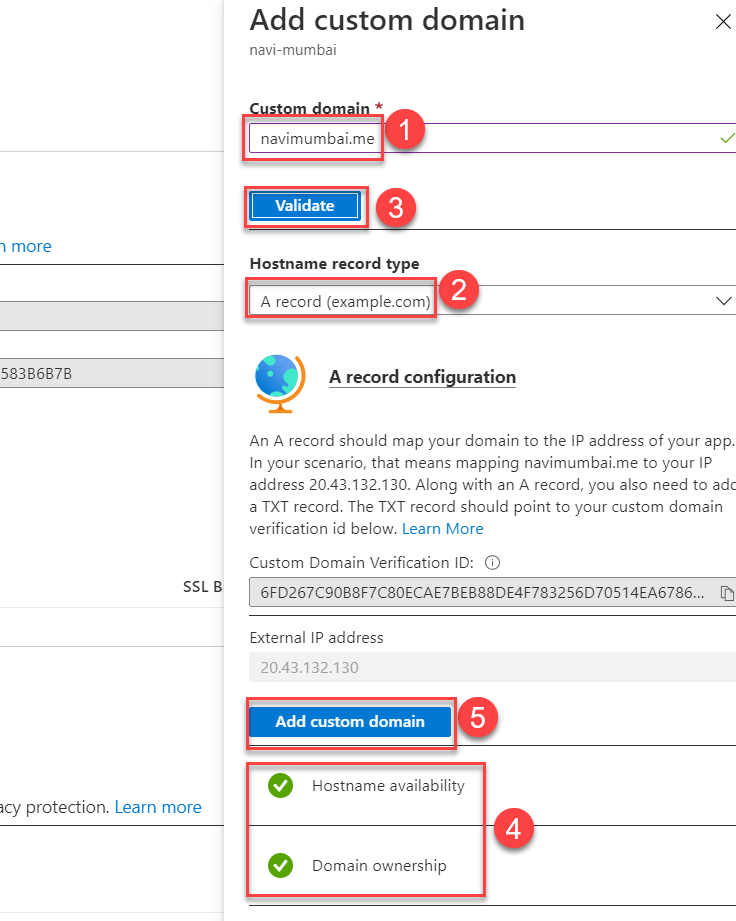 Add custom domain
navi-mumbai
Custom domain *
1
navimumbai.me
Validate
3
n more
Hostname record type
2
A record (example.com)
583B6B7B
A record configuration
An A record should map your domain to the IP address of your app.
In your scenario, that means mapping navimumbai.me to your IP
address 20.43.132.130. Along with an A record, you also need to add
a TXT record. The TXT record should point to your custom domain
verification id below. Learn More
Custom Domain Verification ID:
SSL B
6FD267C90B8F7C80ECAE7BEB88DE4F783256D70514EA6786...
External IP address
20.43.132.130
Add custom domain
5
Hostname availability
acy protection. Learn more
4
Domain ownership